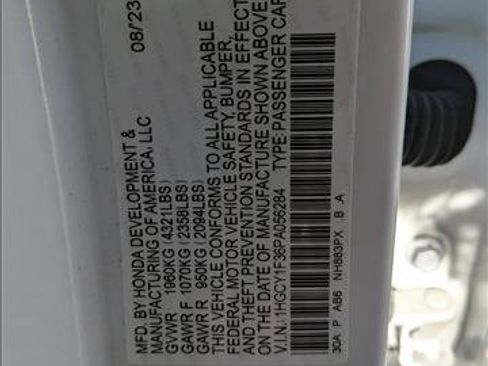 MFD. BY HONDA DEVELOPMENT & 08/23
MANUFACTURING OF AMERICA, LLC
GVWR 1960KG (4321LBS)
GAWR F 1070KG (2358LBS)
GAWR R 950KG (2094LBS)
THIS VEHICLE CONFORMS TO ALL APPLICABLE
FEDERAL MOTOR VEHICLE SAFETY, BUMPER,
AND THEFT PREVENTION STANDARDS IN EFFECT
ON THE DATE OF MANUFACTURE SHOWN ABOVE
V.I.N.: 1HGCY1F36PA056284 TYPE: PASSENGER CAR
30A P AB6 NH883PX B A